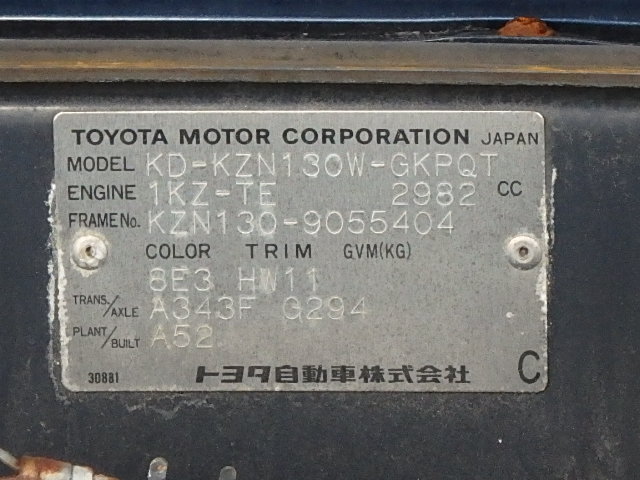 TOYOTA MOTOR CORPORATION JAPAN
MODEL KD-KZN130W-GKPQT
ENGINE 1KZ-TE 2982 CC
FRAME No. KZN130-9055404
COLOR TRIM GVM(KG)
8E3 HW11
TRANS./AXLE A343F G294
PLANT/BUILT A52
30881 トヨタ自動車株式会社 C